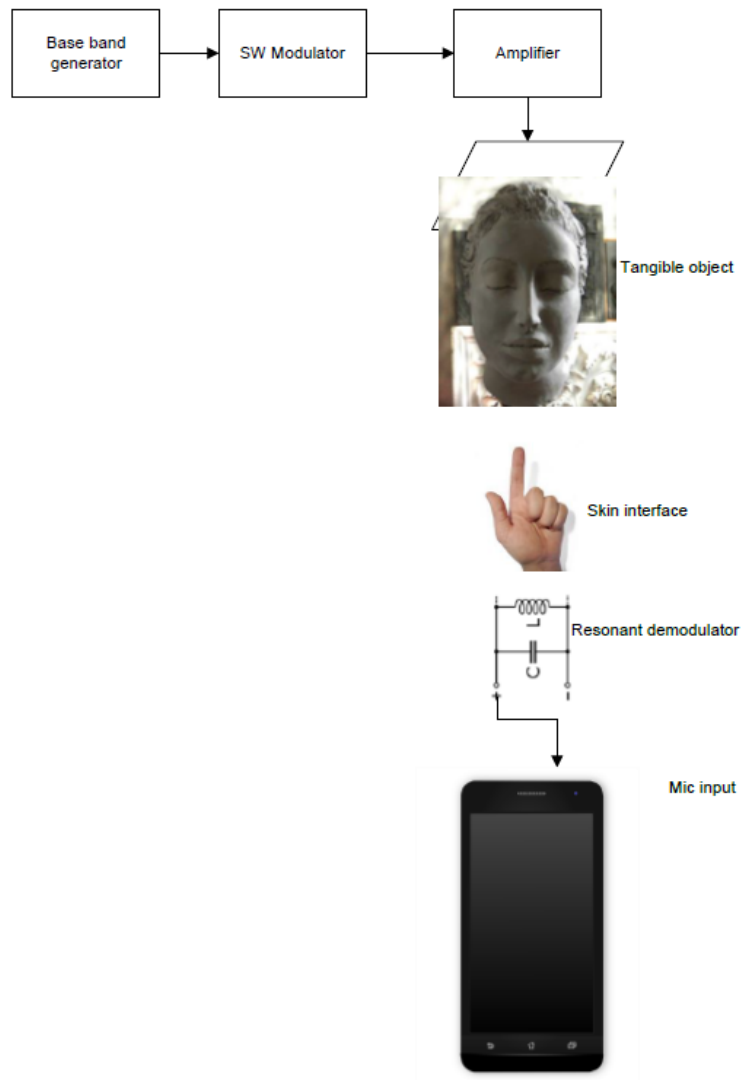 Base band
generator
SW Modulator
Amplifier
Tangible object
Skin interface
L
C
+
-
Resonant demodulator
Mic input